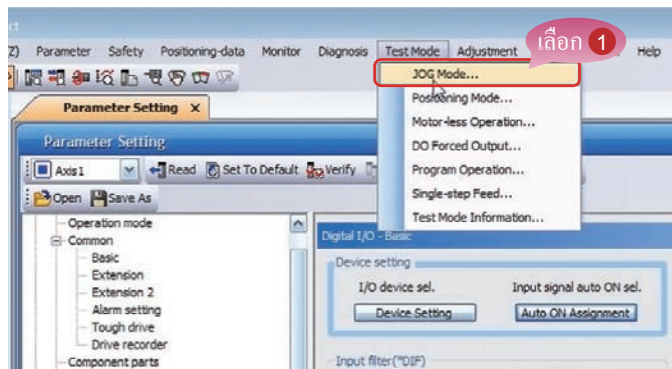 ct
Z) Parameter Safety Positioning-data Monitor Diagnosis Test Mode Adjustment Help
เลือก 1
JOG Mode...
Positioning Mode...
Motor-less Operation...
DO Forced Output...
Program Operation...
Single-step Feed...
Test Mode Information...
Parameter Setting X
Parameter Setting
Axis1 Read Set To Default Verify
Open Save As
Operation mode
Common
Basic
Extension
Extension 2
Alarm setting
Tough drive
Drive recorder
Component parts
Digital I/O - Basic
Device setting
I/O device sel. Input signal auto ON sel.
Device Setting Auto ON Assignment
Input filter(*DIF)